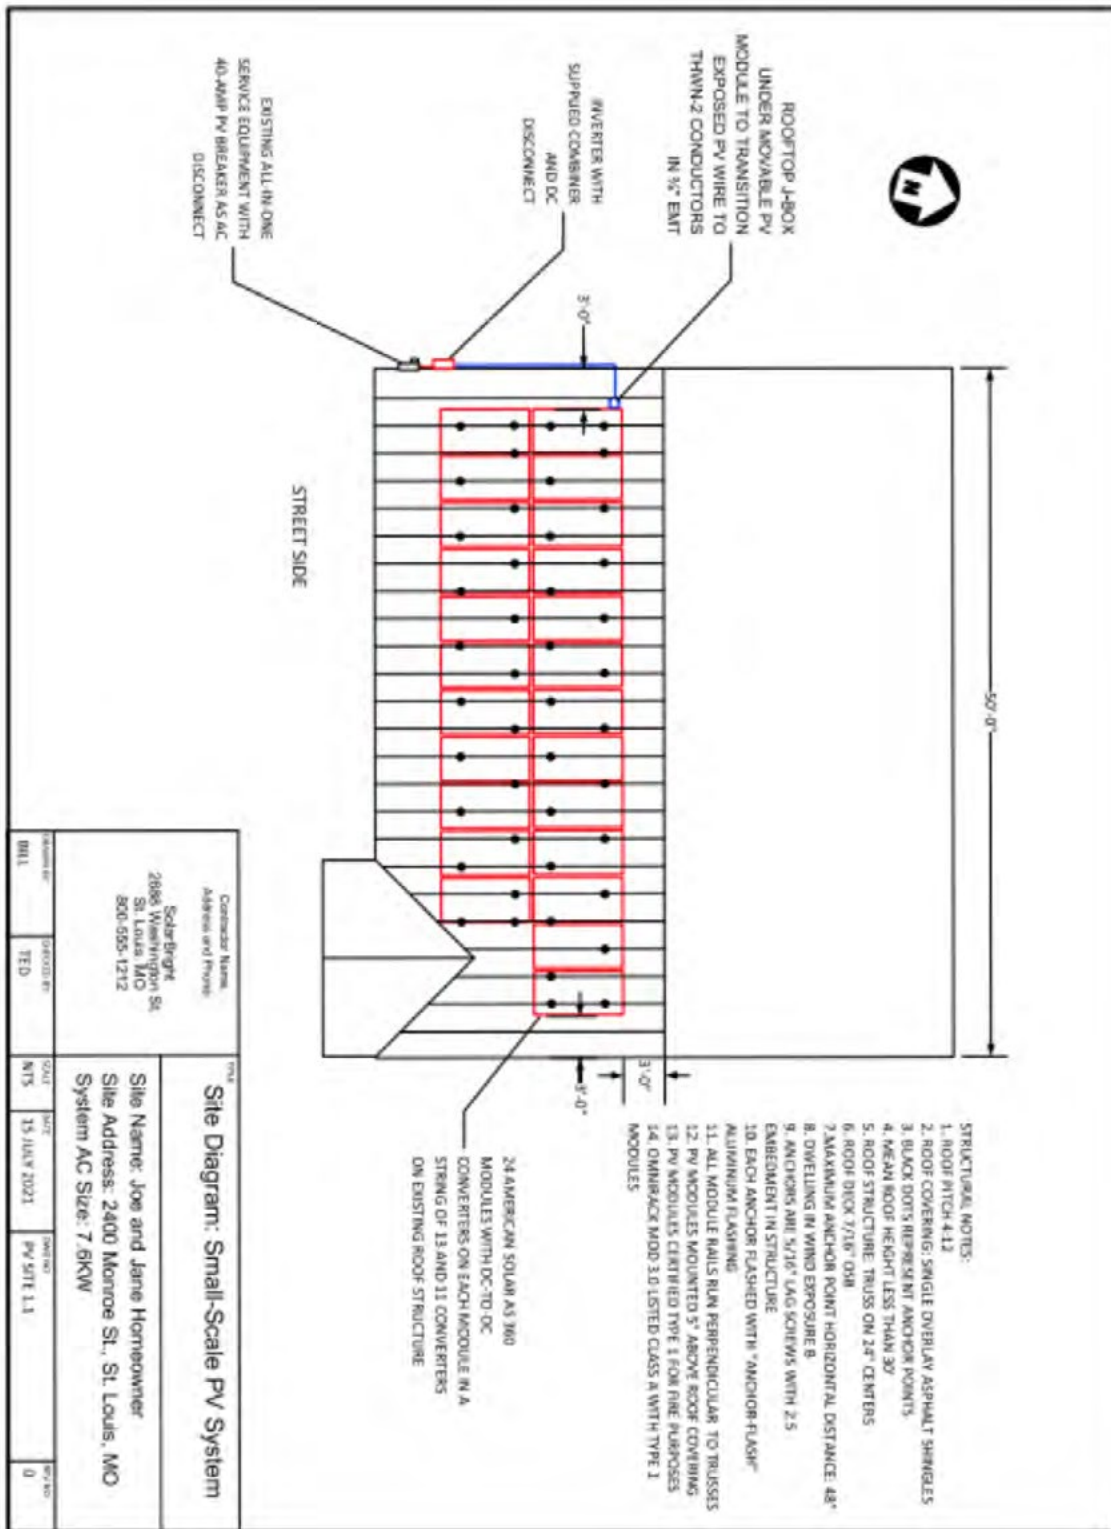 N
ROOFTOP J-BOX
UNDER MOVABLE PV
MODULE TO TRANSITION
EXPOSED PV WIRE TO
THWN-2 CONDUCTORS
IN ¾" EMT
INVERTER WITH
SUPPLIED COMBINER
AND DC
DISCONNECT
EXISTING ALL-IN-ONE
SERVICE EQUIPMENT WITH
40-AMP PV BREAKER AS AC
DISCONNECT
3'-0"
50'-0"
STREET SIDE
3'-0"
3'-0"
STRUCTURAL NOTES:
1. ROOF PITCH 4:12
2. ROOF COVERING: SINGLE OVERLAY ASPHALT SHINGLES
3. BLACK DOTS REPRESENT ANCHOR POINTS
4. MEAN ROOF HEIGHT LESS THAN 30'
5. ROOF STRUCTURE: TRUSS ON 24" CENTERS
6. ROOF DECK 7/16" OSB
7. MAXIMUM ANCHOR POINT HORIZONTAL DISTANCE: 48"
8. DWELLING IN WIND EXPOSURE B
9. ANCHORS ARE 5/16" LAG SCREWS WITH 2.5
EMBEDMENT IN STRUCTURE
10. EACH ANCHOR FLASHED WITH "ANCHOR-FLASH"
ALUMINUM FLASHING
11. ALL MODULE RAILS RUN PERPENDICULAR TO TRUSSES
12. PV MODULES MOUNTED 5" ABOVE ROOF COVERING
13. PV MODULES CERTIFIED TYPE 1 FOR FIRE PURPOSES
14. OMNIRACK MOD 3.0 LISTED CLASS A WITH TYPE 1
MODULES
24 AMERICAN SOLAR AS 360
MODULES WITH DC-TO-DC
CONVERTERS ON EACH MODULE IN A
STRING OF 13 AND 11 CONVERTERS
ON EXISTING ROOF STRUCTURE
Contractor Name,
Address and Phone:
SolarBright
2686 Washington St.
St. Louis, MO
800-555-1212
TITLE
Site Diagram: Small-Scale PV System
Site Name: Joe and Jane Homeowner
Site Address: 2400 Monroe St., St. Louis, MO
System AC Size: 7.6KW
DRAWN BY
BILL
CHECKED BY
TED
SCALE
NTS
DATE
15 JULY 2021
DWG NO
PV SITE 1.1
REV NO
0